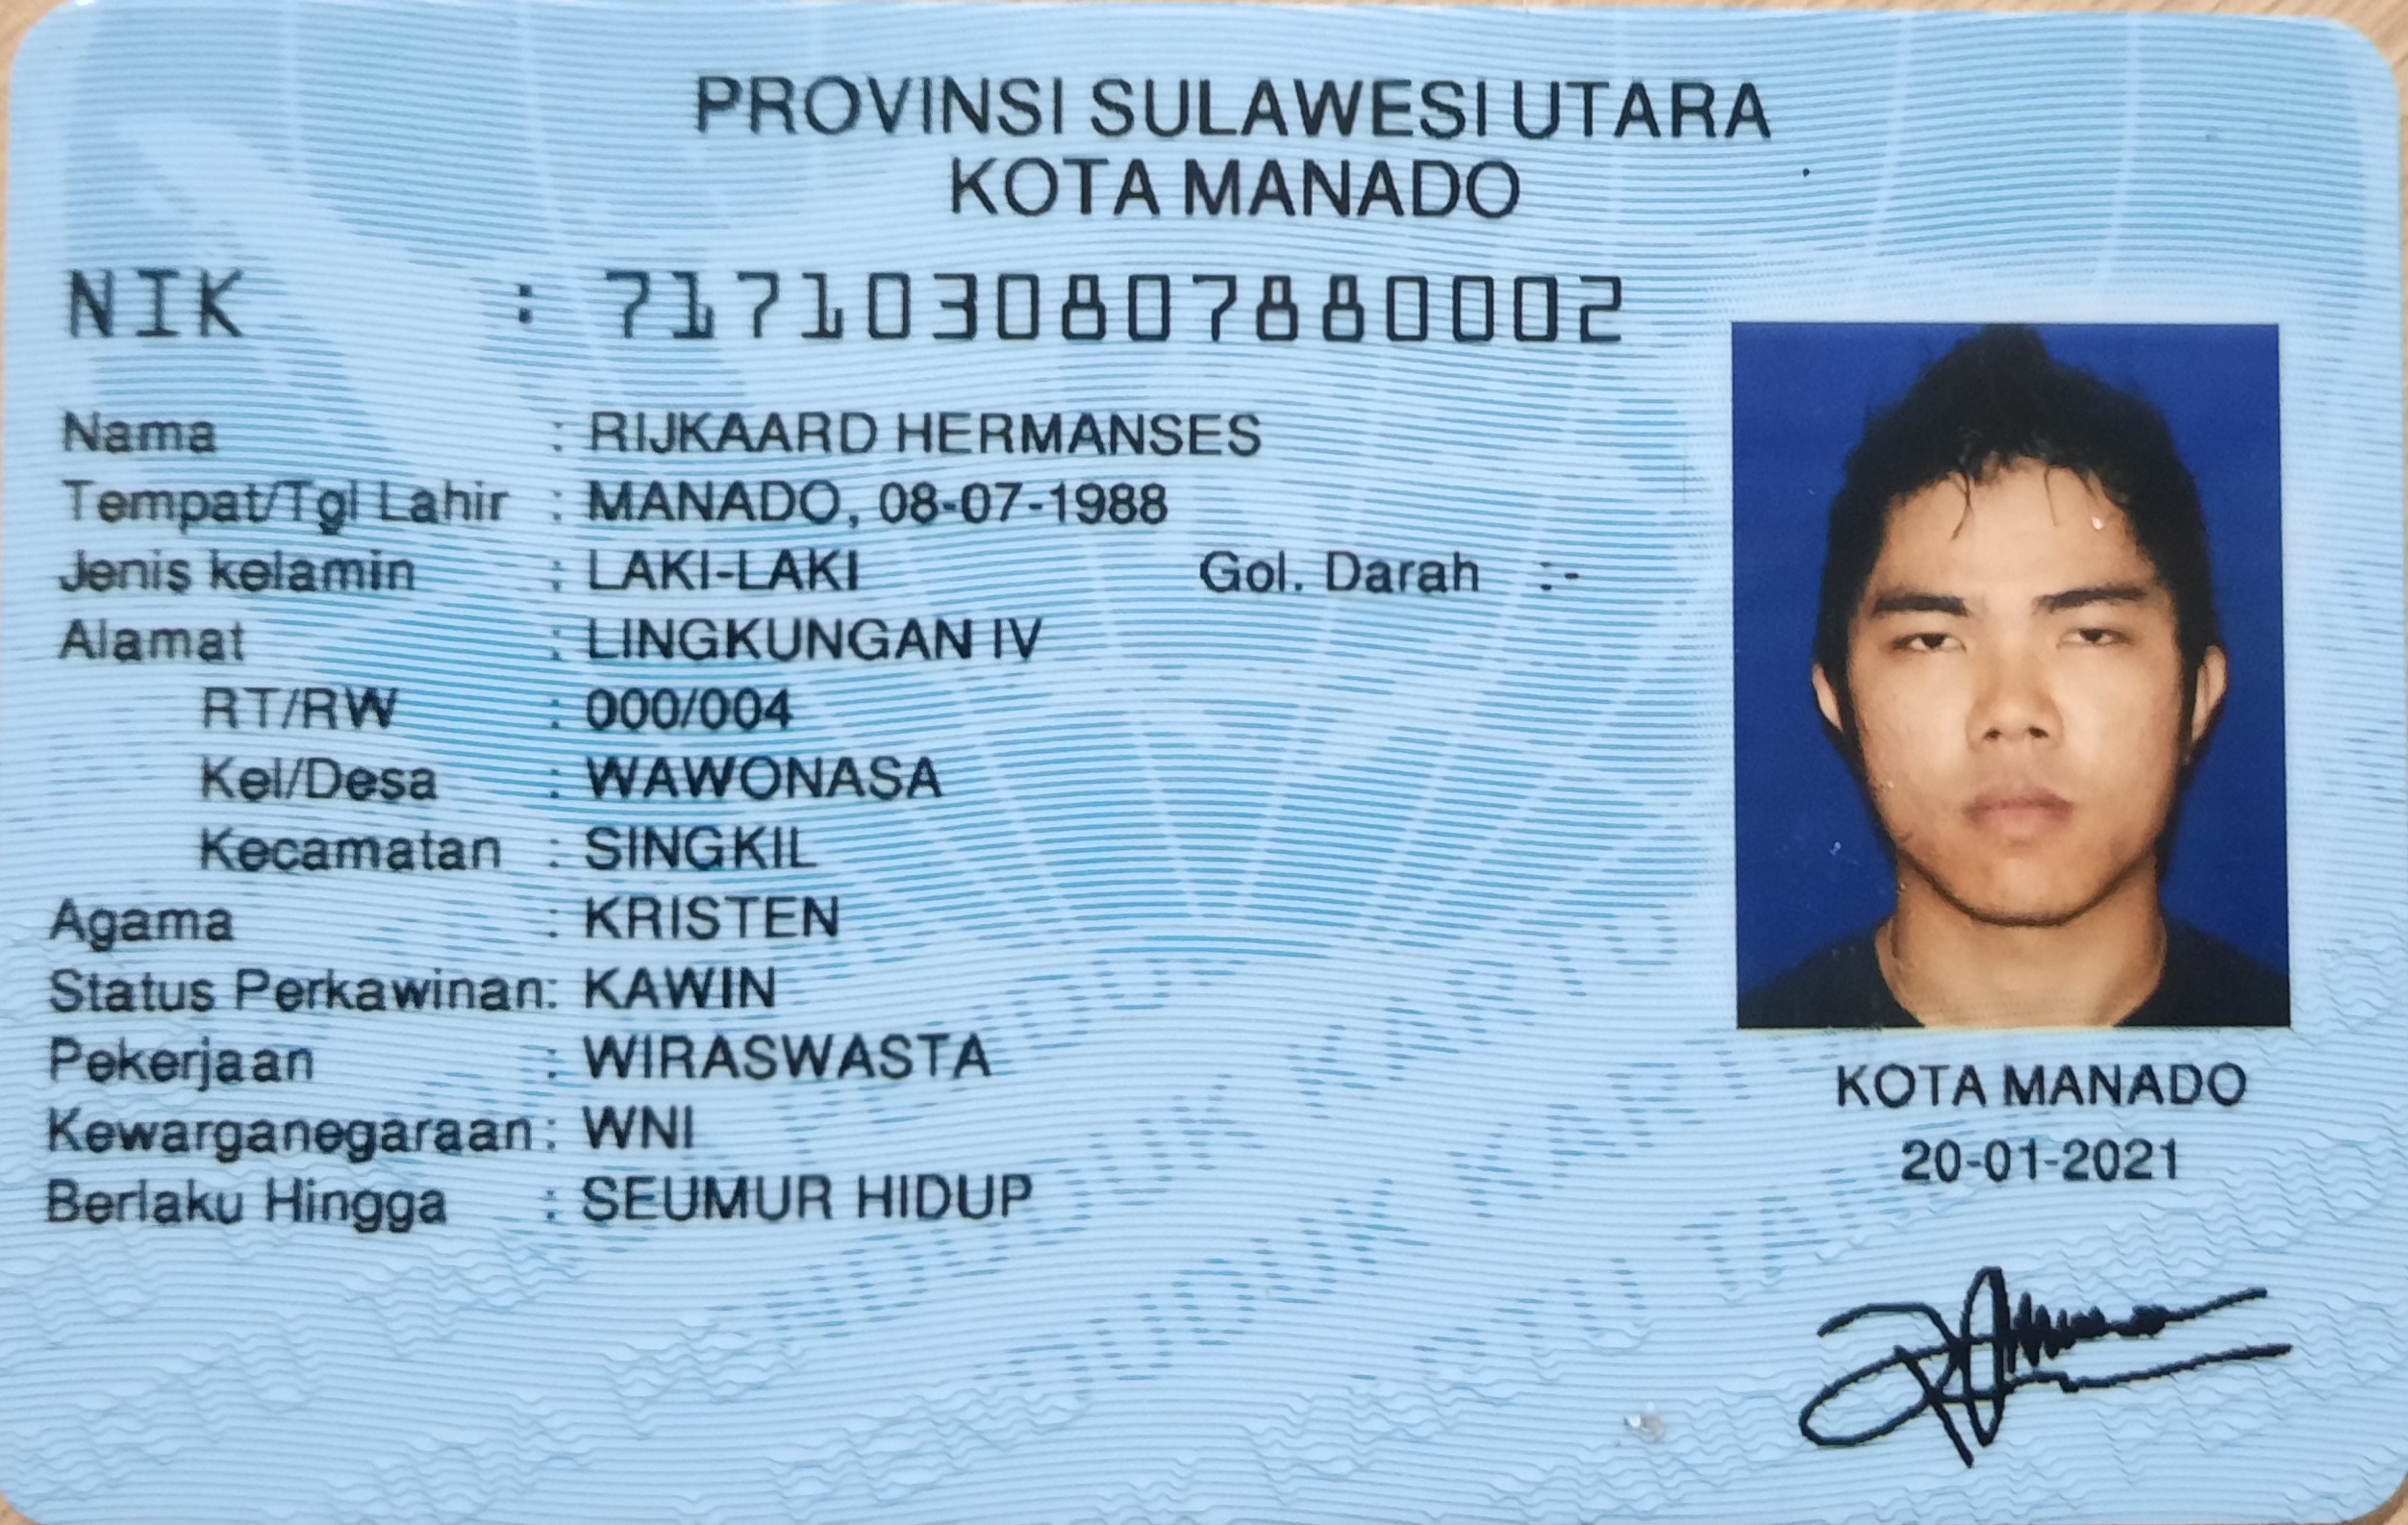 PROVINSI SULAWESI UTARA
KOTA MANADO
NIK : 7171030807880002
Nama : RIJKAARD HERMANSES
Tempat/Tgl Lahir : MANADO, 08-07-1988
Jenis kelamin : LAKI-LAKI Gol. Darah : -
Alamat : LINGKUNGAN IV
RT/RW : 000/004
Kel/Desa : WAWONASA
Kecamatan : SINGKIL
Agama : KRISTEN
Status Perkawinan: KAWIN
Pekerjaan : WIRASWASTA
Kewarganegaraan: WNI
Berlaku Hingga : SEUMUR HIDUP
KOTA MANADO
20-01-2021